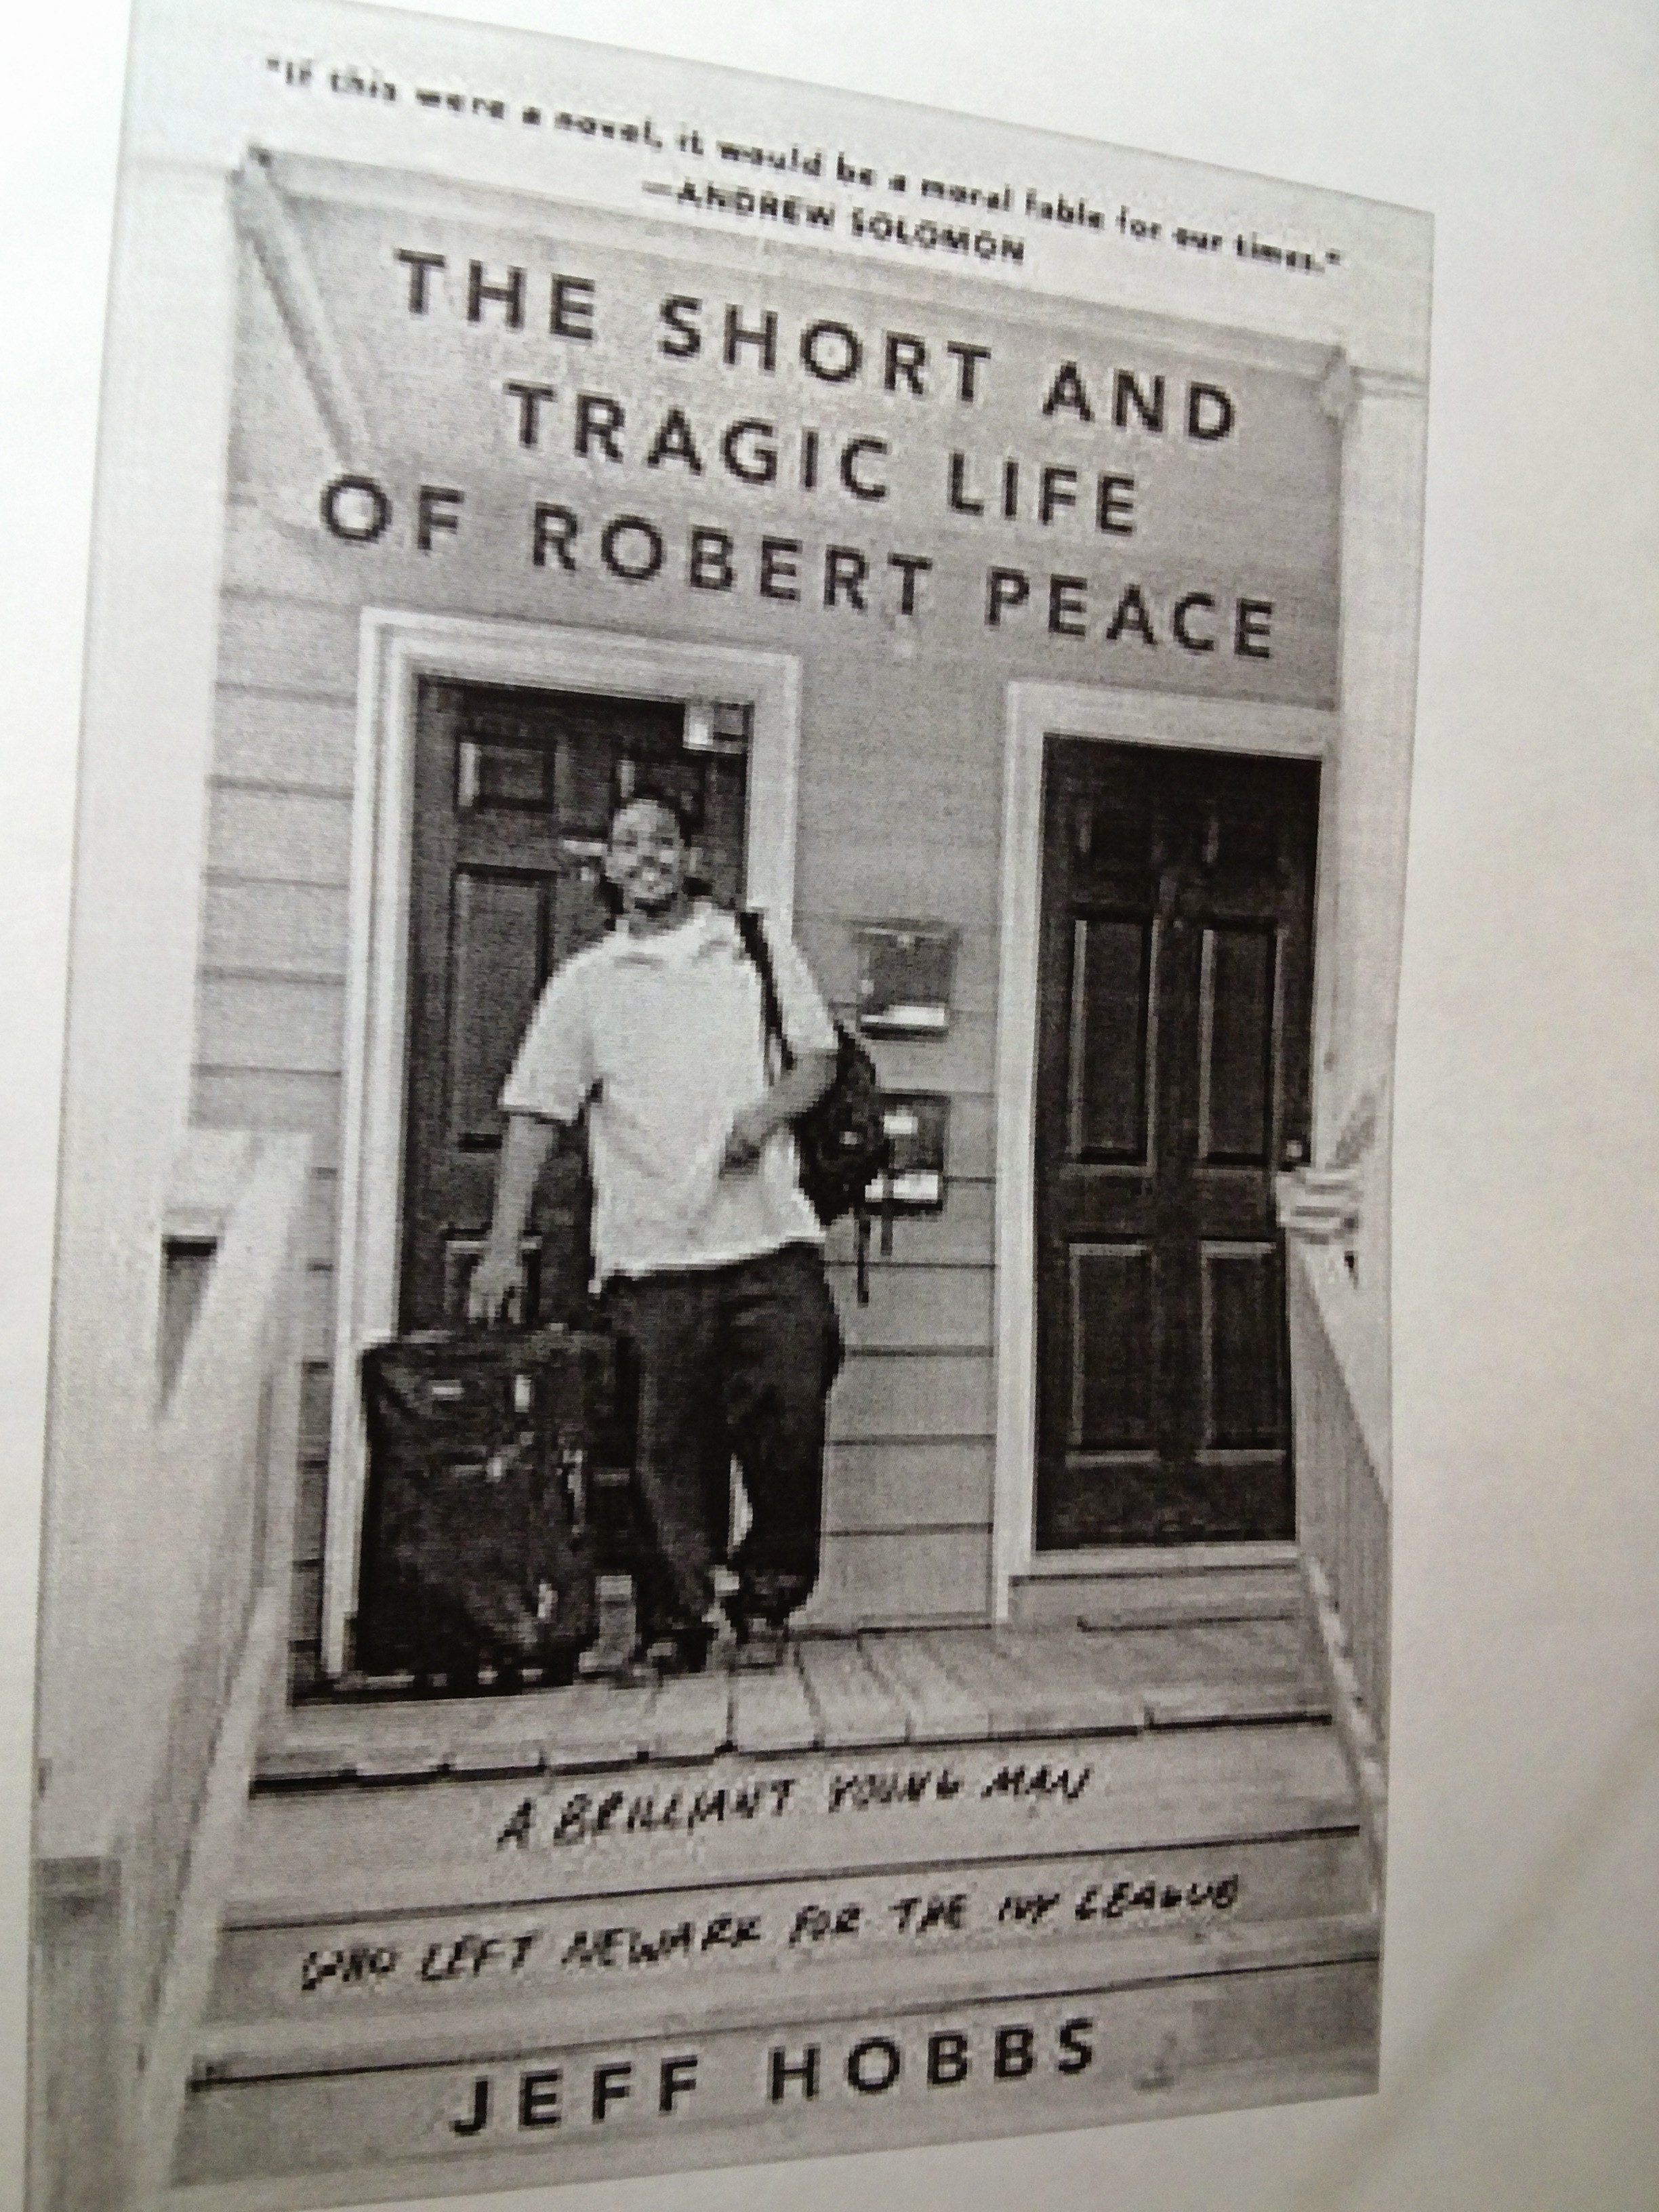 "If this were a novel, it would be a moral fable for our times."
—ANDREW SOLOMON
THE SHORT AND
TRAGIC LIFE
OF ROBERT PEACE
A BRILLIANT YOUNG MAN
WHO LEFT NEWARK FOR THE IVY LEAGUE
JEFF HOBBS